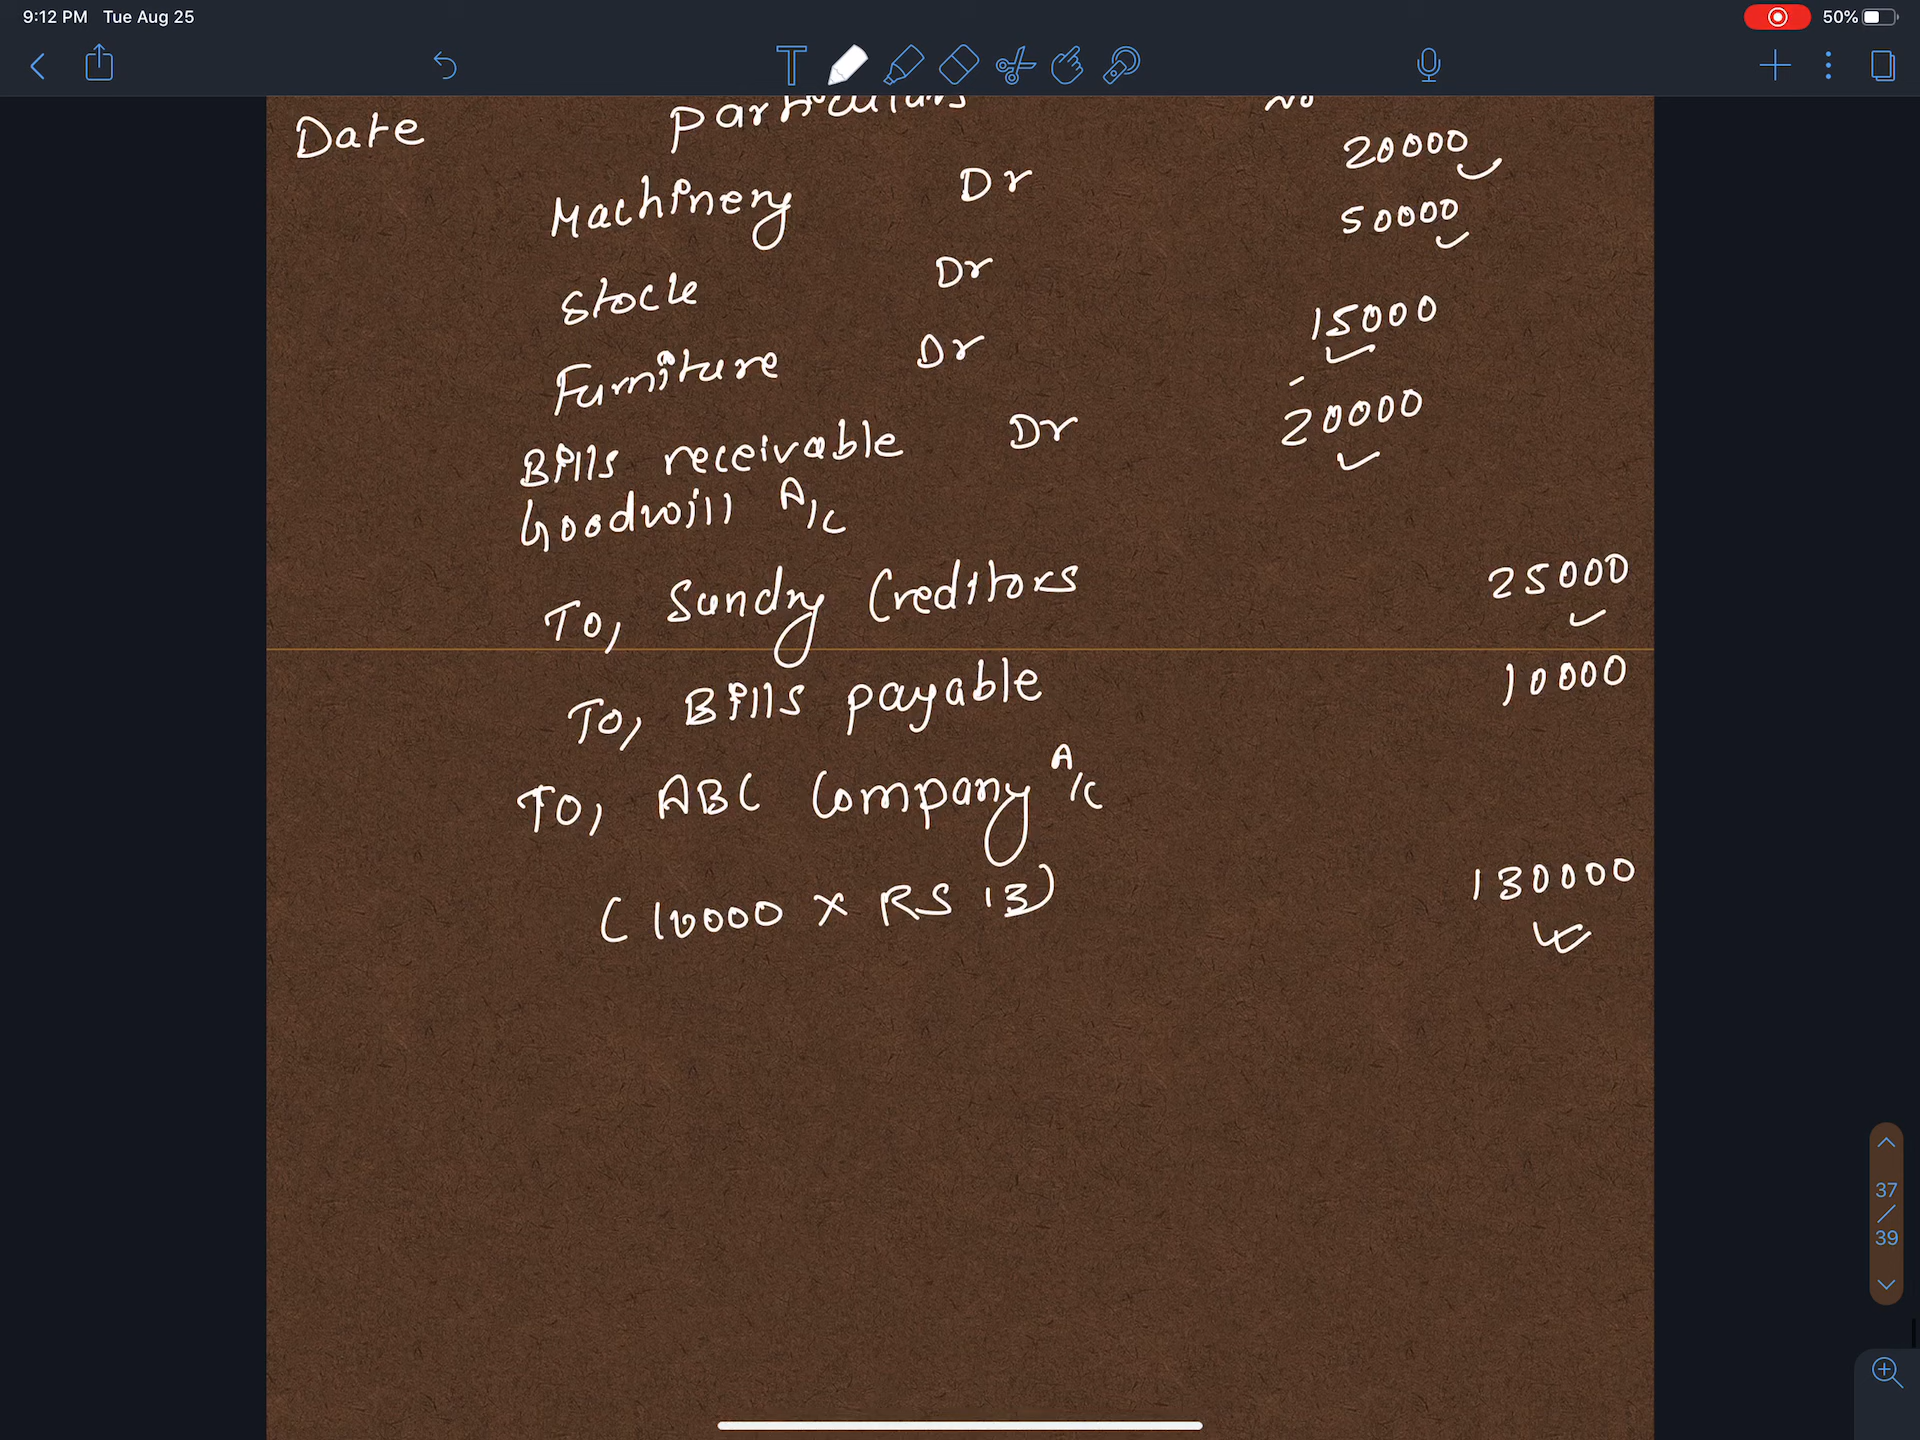 9:12 PM Tue Aug 25
50%
Date Particulars No
Machinery Dr 20000
Stock Dr 50000
Furniture Dr 15000
Bills receivable Dr 20000
Goodwill A/c
To, Sundry Creditors 25000
To, Bills payable 10000
To, ABC Company A/c
(10000 x RS 13) 130000
37
/
39